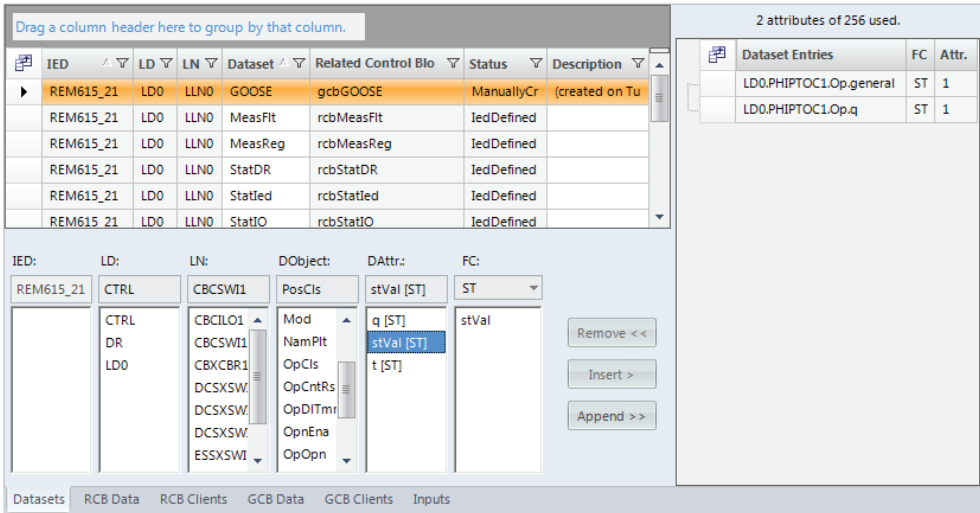 Drag a column header here to group by that column.
2 attributes of 256 used.
IED LD LN Dataset Related Control Blo Status Description
Dataset Entries FC Attr.
REM615_21 LD0 LLN0 GOOSE gcbGOOSE ManuallyCr (created on Tu
LD0.PHIPTOC1.Op.general ST 1
REM615_21 LD0 LLN0 MeasFlt rcbMeasFlt IedDefined
LD0.PHIPTOC1.Op.q ST 1
REM615_21 LD0 LLN0 MeasReg rcbMeasReg IedDefined
REM615_21 LD0 LLN0 StatDR rcbStatDR IedDefined
REM615_21 LD0 LLN0 StatIed rcbStatIed IedDefined
REM615_21 LD0 LLN0 StatIO rcbStatIO IedDefined
IED: LD: LN: DObject: DAttr.: FC:
REM615_21 CTRL CBCSWI1 PosCls stVal [ST] ST
CTRL CBCILO1 Mod q [ST] stVal
DR CBCSWI1 NamPlt stVal [ST]
LD0 CBXCBR1 OpCls t [ST]
DCSXSW OpCntRs
DCSXSW OpDlTmr
DCSXSW OpnEna
ESSXSWI OpOpn
Remove <<
Insert >
Append >>
Datasets RCB Data RCB Clients GCB Data GCB Clients Inputs